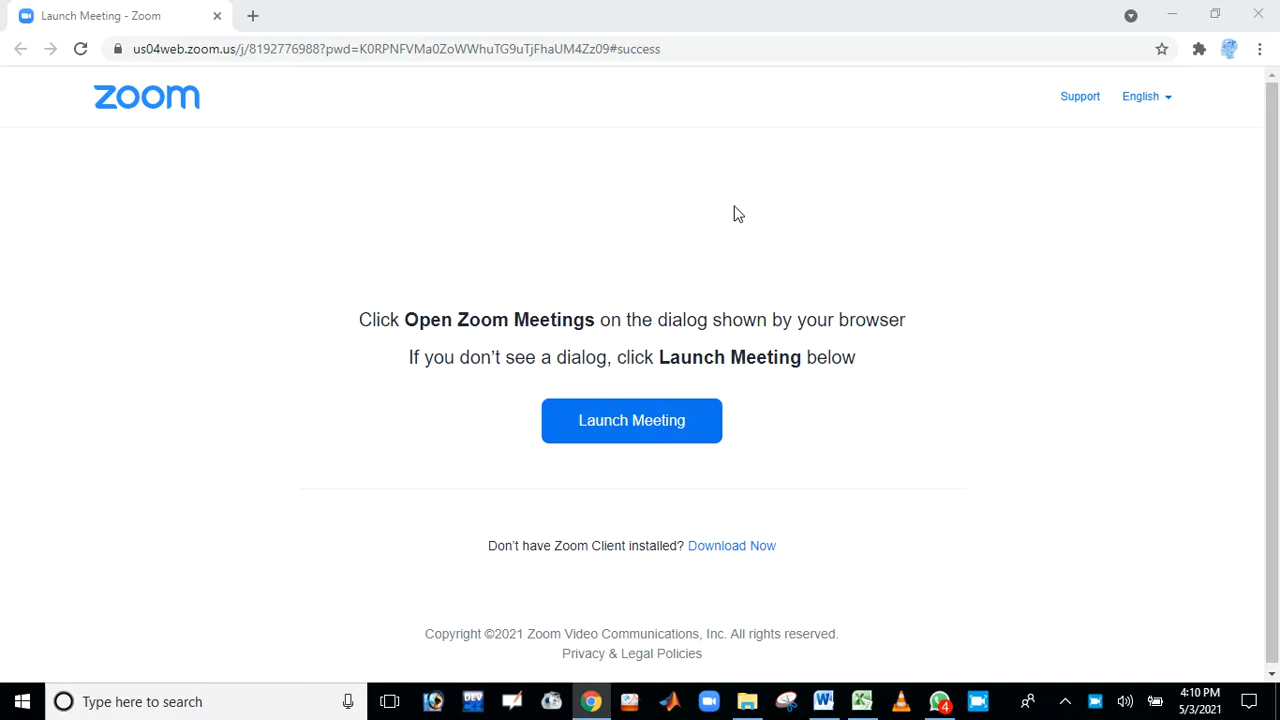 Launch Meeting - Zoom
us04web.zoom.us/j/8192776988?pwd=K0RPNFVMa0ZoWWhuTG9uTjFhaUM4Zz09#success
zoom
Support
English
Click Open Zoom Meetings on the dialog shown by your browser
If you don't see a dialog, click Launch Meeting below
Launch Meeting
Don't have Zoom Client installed? Download Now
Copyright ©2021 Zoom Video Communications, Inc. All rights reserved.
Privacy & Legal Policies
Type here to search
DEV
W
X
4
4:10 PM
5/3/2021